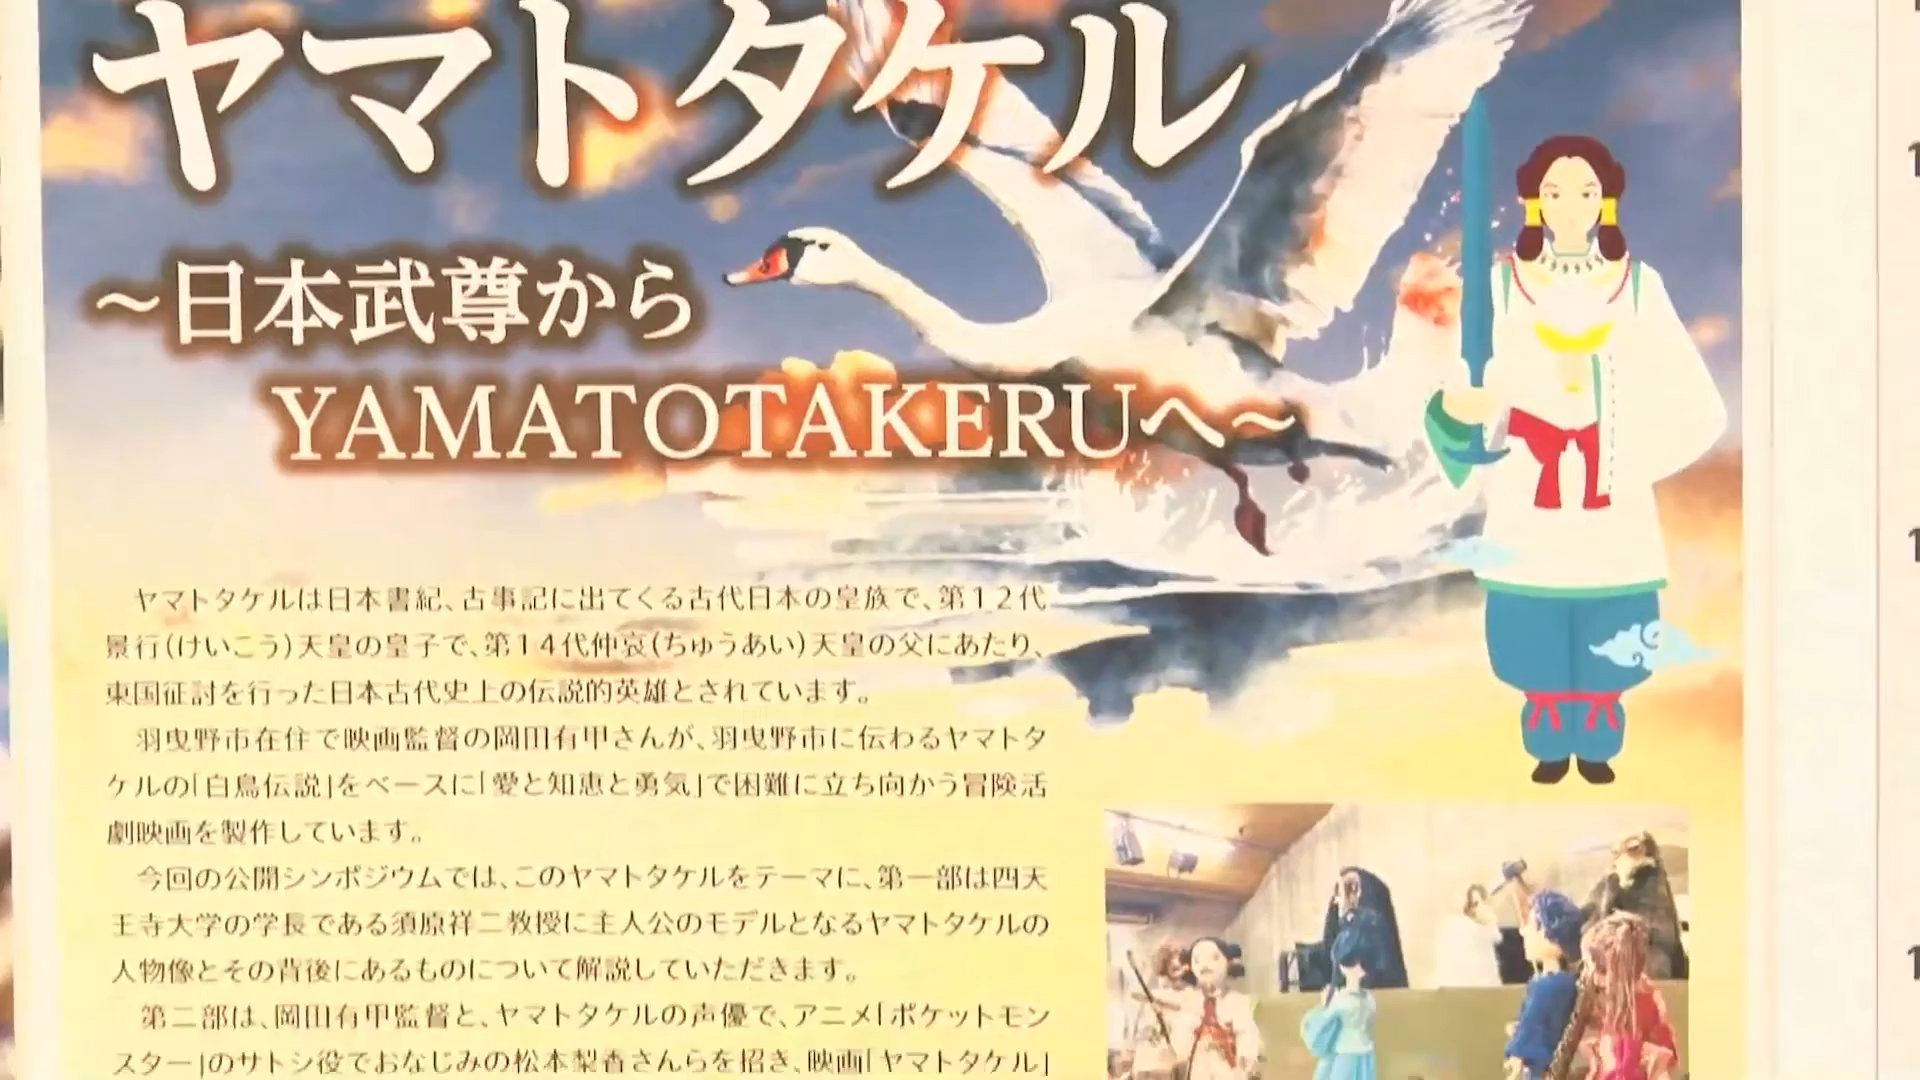 ヤマトタケル
～日本武尊から
YAMATOTAKERUへ～
ヤマトタケルは日本書紀、古事記に出てくる古代日本の皇族で、第12代
景行(けいこう)天皇の皇子で、第14代仲哀(ちゅうあい)天皇の父にあたり、
東国征討を行った日本古代史上の伝説的英雄とされています。
羽曳野市在住で映画監督の岡田有甲さんが、羽曳野市に伝わるヤマトタ
ケルの「白鳥伝説」をベースに「愛と知恵と勇気」で困難に立ち向かう冒険活
劇映画を製作しています。
今回の公開シンポジウムでは、このヤマトタケルをテーマに、第一部は四天
王寺大学の学長である須原祥二教授に主人公のモデルとなるヤマトタケルの
人物像とその背後にあるものについて解説していただきます。
第二部は、岡田有甲監督と、ヤマトタケルの声優で、アニメ「ポケットモン
スター」のサトシ役でおなじみの松本梨香さんらを招き、映画「ヤマトタケル」